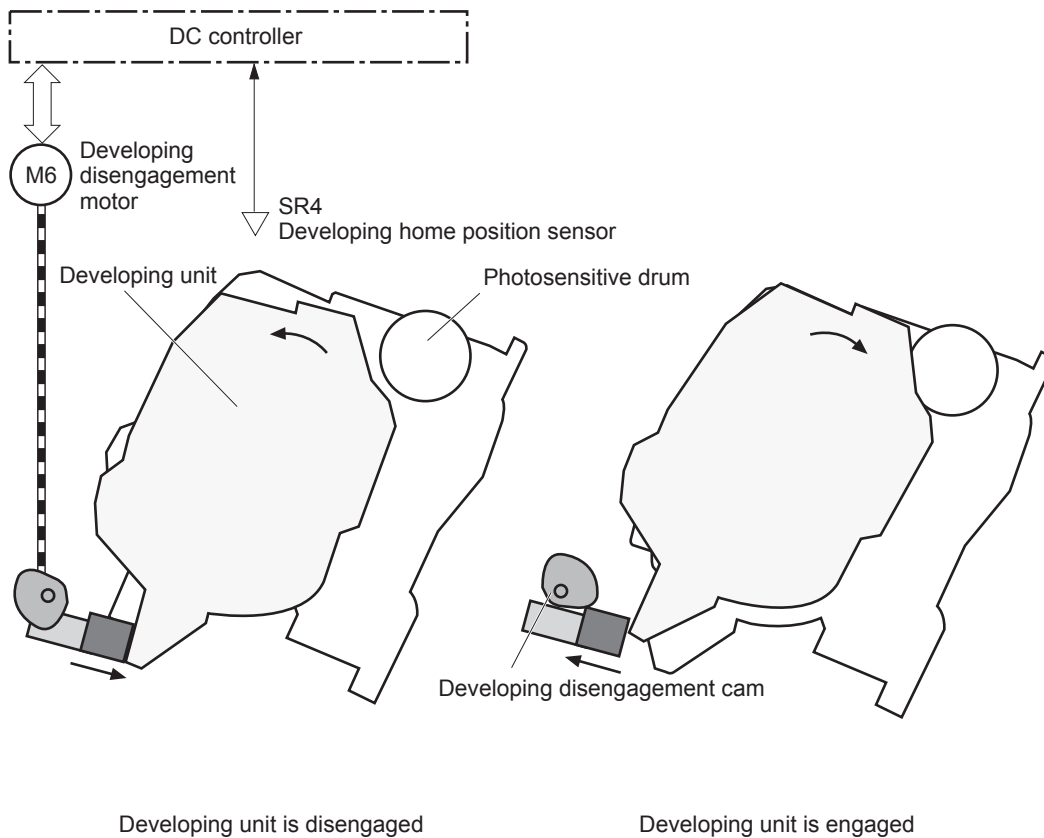 DC controller
M6
Developing
disengagement
motor
SR4
Developing home position sensor
Developing unit
Photosensitive drum
Developing disengagement cam
Developing unit is disengaged
Developing unit is engaged